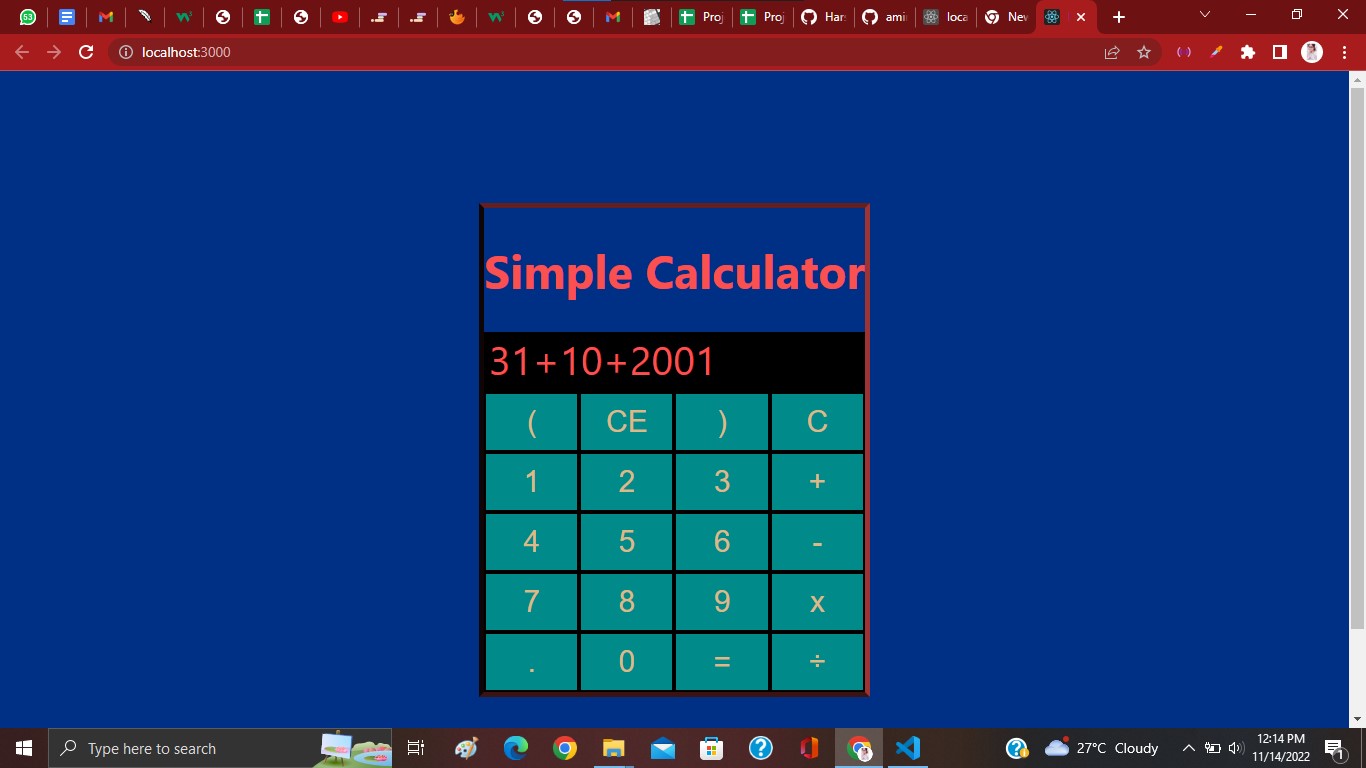 53
Proj
Proj
Har
ami
loca
Nev
localhost:3000
Simple Calculator
31+10+2001
( CE ) C
1 2 3 +
4 5 6 -
7 8 9 x
. 0 = ÷
Type here to search
27°C Cloudy
12:14 PM
11/14/2022
1